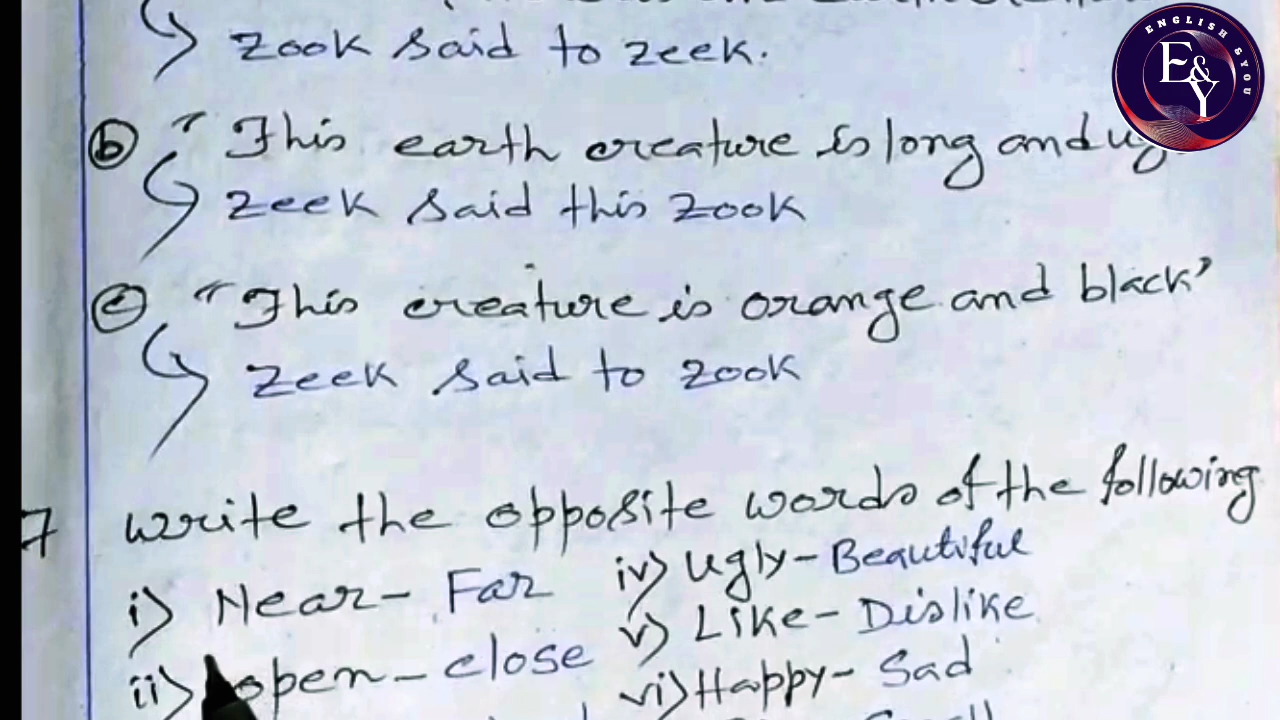 zook said to zeek.
ENGLISH &YOU
E&Y
b " This earth creature is long and
zeek said this zook
c " This creature is orange and black"
zeek said to zook
7 write the opposite words of the following
i) Near - Far
iv) Ugly - Beautiful
ii) open - close
v) Like - Dislike
vi) Happy - Sad